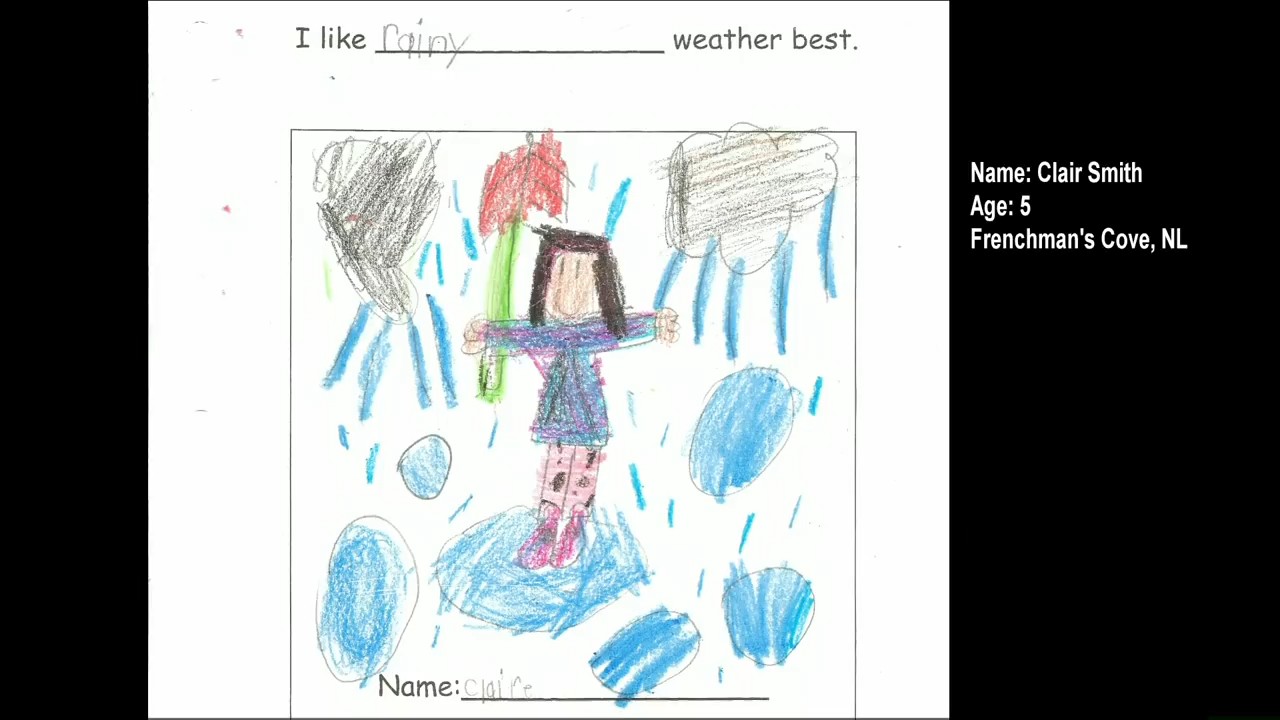 I like rainy weather best.
Name: Clair Smith
Age: 5
Frenchman's Cove, NL
Name: Claire